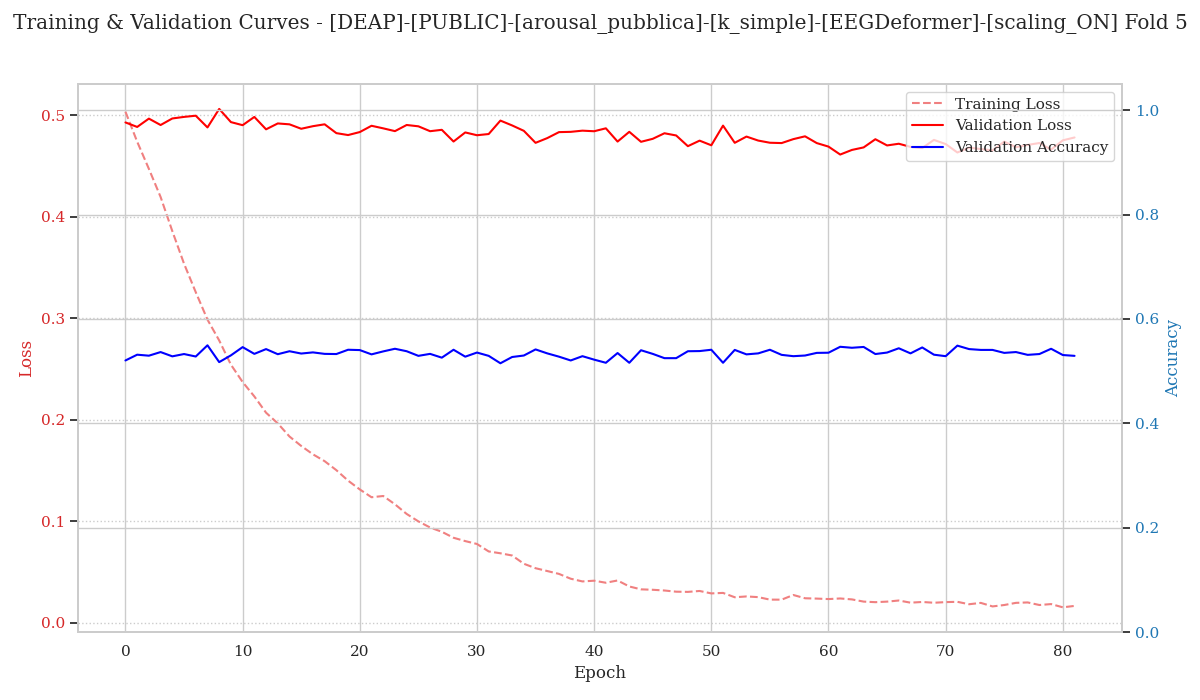 Training & Validation Curves - [DEAP]-[PUBLIC]-[arousal_pubblica]-[k_simple]-[EEGDeformer]-[scaling_ON] Fold 5
Training Loss
Validation Loss
Validation Accuracy
0.5
0.4
0.3
0.2
0.1
0.0
Loss
1.0
0.8
0.6
0.4
0.2
0.0
Accuracy
0 10 20 30 40 50 60 70 80
Epoch